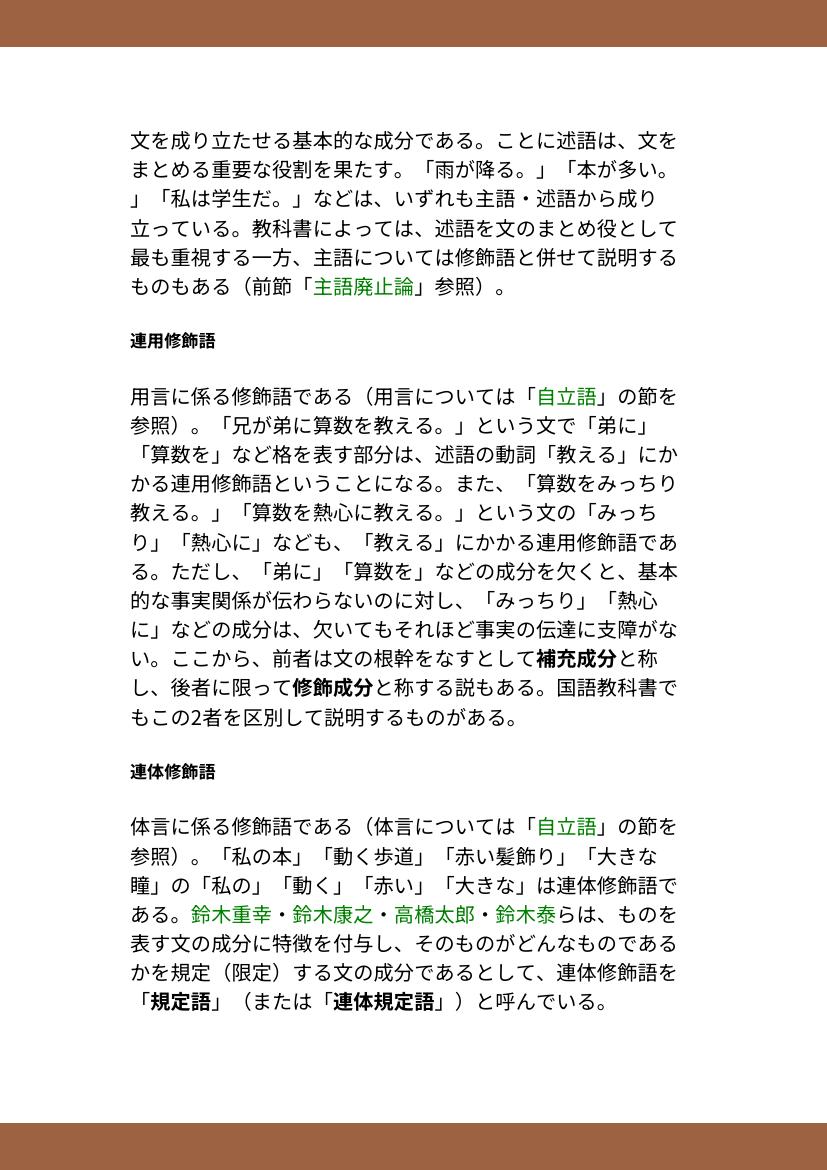 文を成り立たせる基本的な成分である。ことに述語は、文を
まとめる重要な役割を果たす。「雨が降る。」「本が多い。
」「私は学生だ。」などは、いずれも主語・述語から成り
立っている。教科書によっては、述語を文のまとめ役として
最も重視する一方、主語については修飾語と併せて説明する
ものもある（前節「主語廃止論」参照）。
連用修飾語
用言に係る修飾語である（用言については「自立語」の節を
参照）。「兄が弟に算数を教える。」という文で「弟に」
「算数を」など格を表す部分は、述語の動詞「教える」にか
かる連用修飾語ということになる。また、「算数をみっちり
教える。」「算数を熱心に教える。」という文の「みっち
り」「熱心に」なども、「教える」にかかる連用修飾語であ
る。ただし、「弟に」「算数を」などの成分を欠くと、基本
的な事実関係が伝わらないのに対し、「みっちり」「熱心
に」などの成分は、欠いてもそれほど事実の伝達に支障がな
い。ここから、前者は文の根幹をなすとして補充成分と称
し、後者に限って修飾成分と称する説もある。国語教科書で
もこの2者を区別して説明するものがある。
連体修飾語
体言に係る修飾語である（体言については「自立語」の節を
参照）。「私の本」「動く歩道」「赤い髪飾り」「大きな
瞳」の「私の」「動く」「赤い」「大きな」は連体修飾語で
ある。鈴木重幸・鈴木康之・高橋太郎・鈴木泰らは、ものを
表す文の成分に特徴を付与し、そのものがどんなものである
かを規定（限定）する文の成分であるとして、連体修飾語を
「規定語」（または「連体規定語」）と呼んでいる。